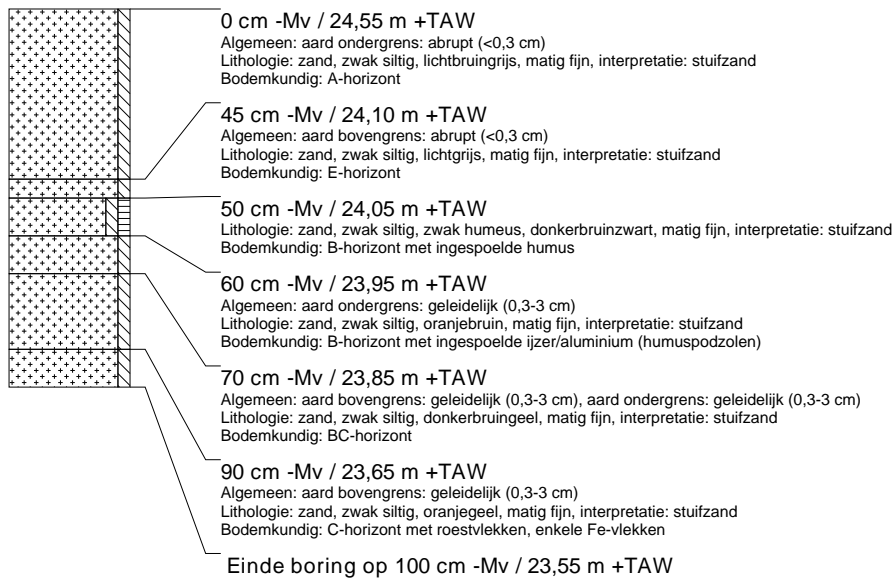 0 cm -Mv / 24,55 m +TAW
Algemeen: aard ondergrens: abrupt (<0,3 cm)
Lithologie: zand, zwak siltig, lichtbruingrijs, matig fijn, interpretatie: stuifzand
Bodemkundig: A-horizont
45 cm -Mv / 24,10 m +TAW
Algemeen: aard bovengrens: abrupt (<0,3 cm)
Lithologie: zand, zwak siltig, lichtgrijs, matig fijn, interpretatie: stuifzand
Bodemkundig: E-horizont
50 cm -Mv / 24,05 m +TAW
Lithologie: zand, zwak siltig, zwak humeus, donkerbruinzwart, matig fijn, interpretatie: stuifzand
Bodemkundig: B-horizont met ingespoelde humus
60 cm -Mv / 23,95 m +TAW
Algemeen: aard ondergrens: geleidelijk (0,3-3 cm)
Lithologie: zand, zwak siltig, oranjebruin, matig fijn, interpretatie: stuifzand
Bodemkundig: B-horizont met ingespoelde ijzer/aluminium (humuspodzolen)
70 cm -Mv / 23,85 m +TAW
Algemeen: aard bovengrens: geleidelijk (0,3-3 cm), aard ondergrens: geleidelijk (0,3-3 cm)
Lithologie: zand, zwak siltig, donkerbruingeel, matig fijn, interpretatie: stuifzand
Bodemkundig: BC-horizont
90 cm -Mv / 23,65 m +TAW
Algemeen: aard bovengrens: geleidelijk (0,3-3 cm)
Lithologie: zand, zwak siltig, oranjegeel, matig fijn, interpretatie: stuifzand
Bodemkundig: C-horizont met roestvlekken, enkele Fe-vlekken
Einde boring op 100 cm -Mv / 23,55 m +TAW